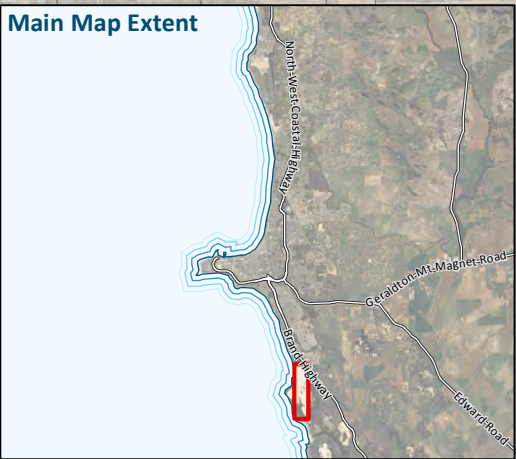 Main Map Extent
North-West-Coastal-Highway
Geraldton-Mt-Magnet-Road
Brand-Highway
Edward-Road